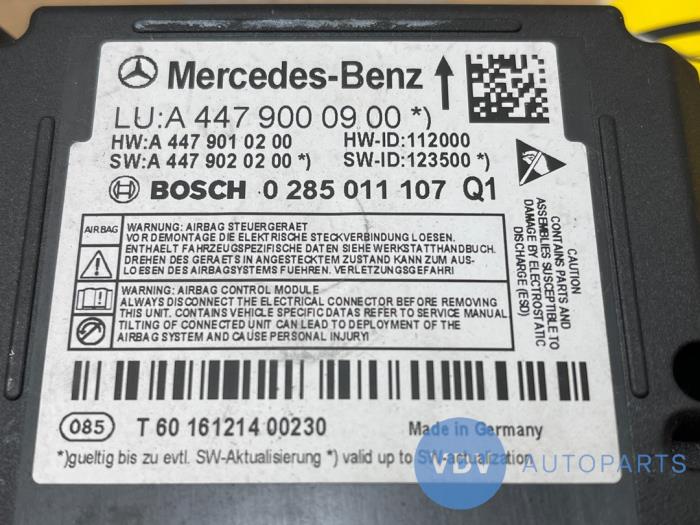 Mercedes-Benz
LU:A 447 900 09 00 *)
HW:A 447 901 02 00 HW-ID:112000
SW:A 447 902 02 00 *) SW-ID:123500 *)
BOSCH 0 285 011 107 Q1
CAUTION
CONTAINS PARTS AND
ASSEMBLIES SUSCEPTIBLE TO
DAMAGE BY ELECTROSTATIC
DISCHARGE (ESD)
AIRBAG
WARNUNG: AIRBAG STEUERGERAET
VOR DEMONTAGE DIE ELEKTRISCHE STECKVERBINDUNG LOESEN.
ENTHAELT FAHRZEUGSPEZIFISCHE DATEN SIEHE WERKSTATTHANDBUCH.
DREHEN DES GERAETS IN ANGESTECKTEM ZUSTAND KANN ZUM AUS-
LOESEN DES AIRBAGSYSTEMS FUEHREN. VERLETZUNGSGEFAHR!
WARNING: AIRBAG CONTROL MODULE
ALWAYS DISCONNECT THE ELECTRICAL CONNECTOR BEFORE REMOVING
THIS UNIT. CONTAINS VEHICLE SPECIFIC DATAS REFER TO SERVICE MANUAL
TILTING OF CONNECTED UNIT CAN LEAD TO DEPLOYMENT OF THE
AIRBAG SYSTEM AND CAUSE PERSONAL INJURY!
085 T 60 161214 00230 Made in Germany
*)gueltig bis zu evtl. SW-Aktualisierung *) valid up to SW-actualization
VDV AUTOPARTS